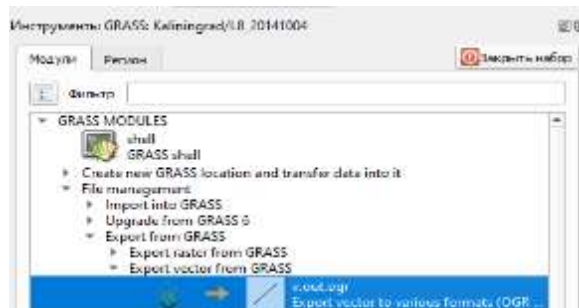 Инструменты GRASS: Kaliningrad/L8_20141004
Модули Регион Закрыть набор
Фильтр
GRASS MODULES
shell
GRASS shell
Create new GRASS location and transfer data into it
File management
Import into GRASS
Upgrade from GRASS 6
Export from GRASS
Export raster from GRASS
Export vector from GRASS
v.out.ogr
Export vector to various formats (OGR ...